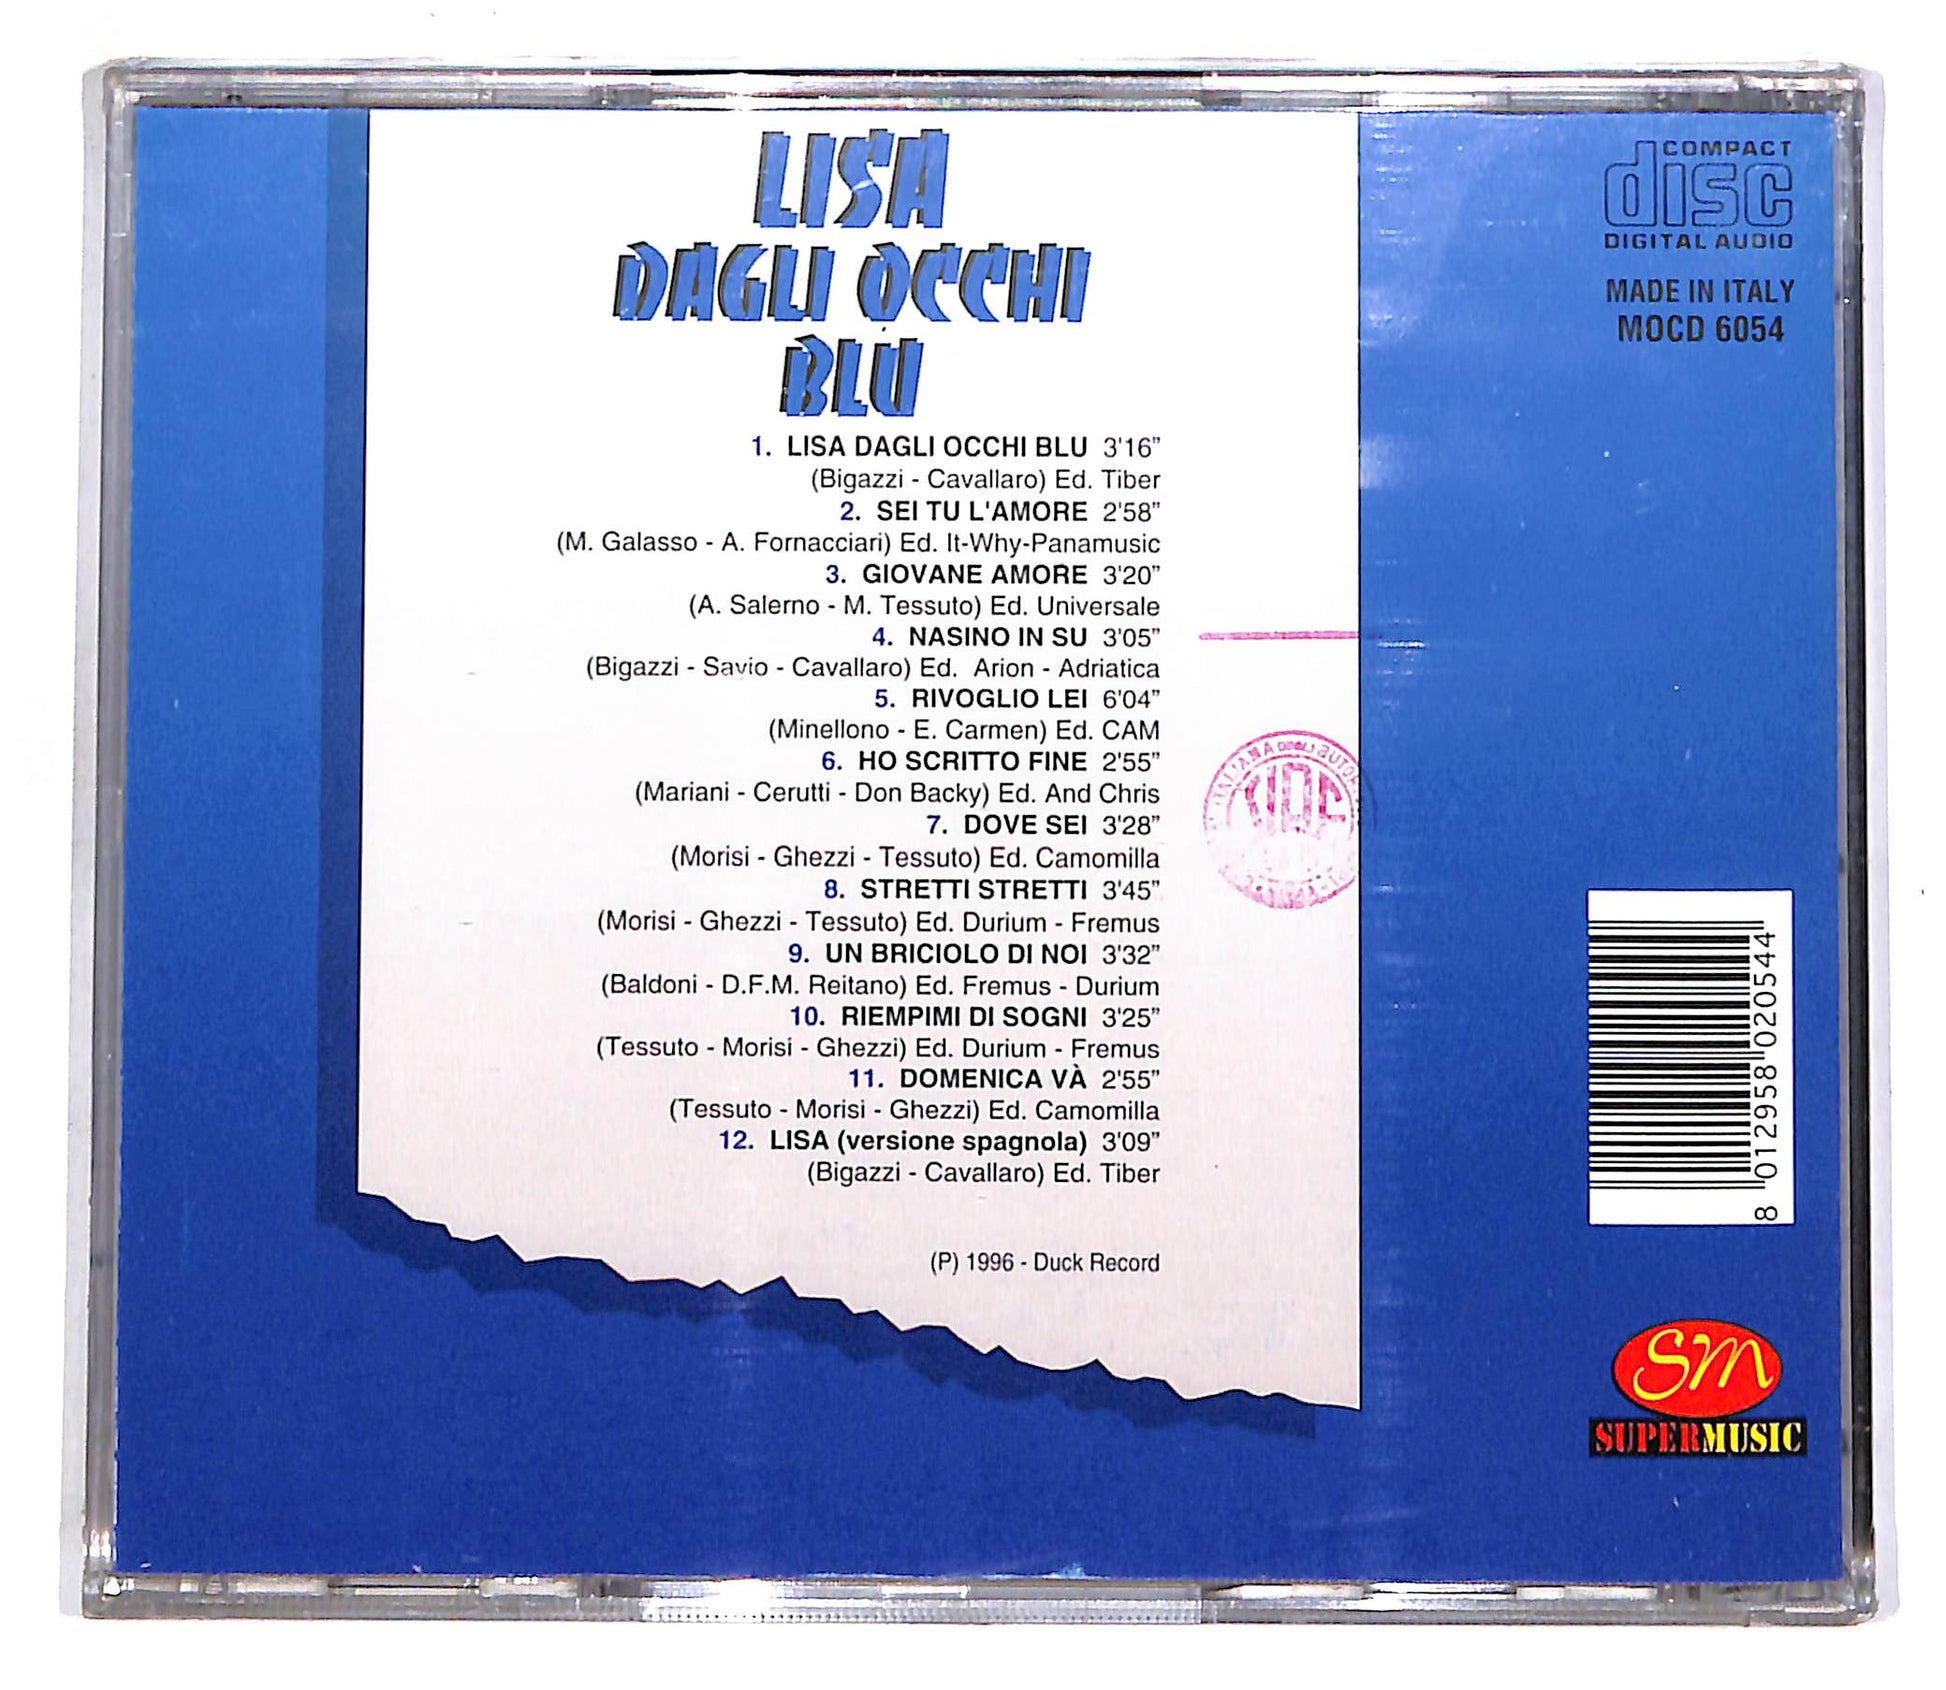 LISA
DAGLI OCCHI
BLU
1. LISA DAGLI OCCHI BLU 3'16"
(Bigazzi - Cavallaro) Ed. Tiber
2. SEI TU L'AMORE 2'58"
(M. Galasso - A. Fornacciari) Ed. It-Why-Panamusic
3. GIOVANE AMORE 3'20"
(A. Salerno - M. Tessuto) Ed. Universale
4. NASINO IN SU 3'05"
(Bigazzi - Savio - Cavallaro) Ed. Arion - Adriatica
5. RIVOGLIO LEI 6'04"
(Minellono - E. Carmen) Ed. CAM
6. HO SCRITTO FINE 2'55"
(Mariani - Cerutti - Don Backy) Ed. And Chris
7. DOVE SEI 3'28"
(Morisi - Ghezzi - Tessuto) Ed. Camomilla
8. STRETTI STRETTI 3'45"
(Morisi - Ghezzi - Tessuto) Ed. Durium - Fremus
9. UN BRICIOLO DI NOI 3'32"
(Baldoni - D.F.M. Reitano) Ed. Fremus - Durium
10. RIEMPIMI DI SOGNI 3'25"
(Tessuto - Morisi - Ghezzi) Ed. Durium - Fremus
11. DOMENICA VÀ 2'55"
(Tessuto - Morisi - Ghezzi) Ed. Camomilla
12. LISA (versione spagnola) 3'09"
(Bigazzi - Cavallaro) Ed. Tiber
(P) 1996 - Duck Record
COMPACT
disc
DIGITAL AUDIO
MADE IN ITALY
MOCD 6054
8 012958 020544
SM
SUPERMUSIC